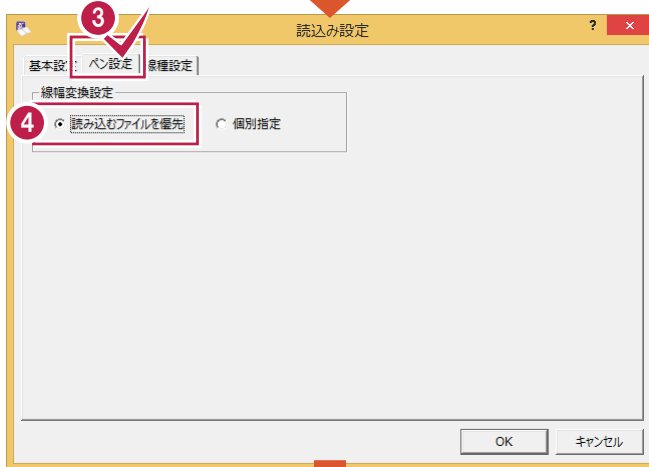 3
読込み設定
? ×
基本設定 ペン設定 線種設定
線幅変換設定
4 読み込むファイルを優先 個別指定
OK キャンセル